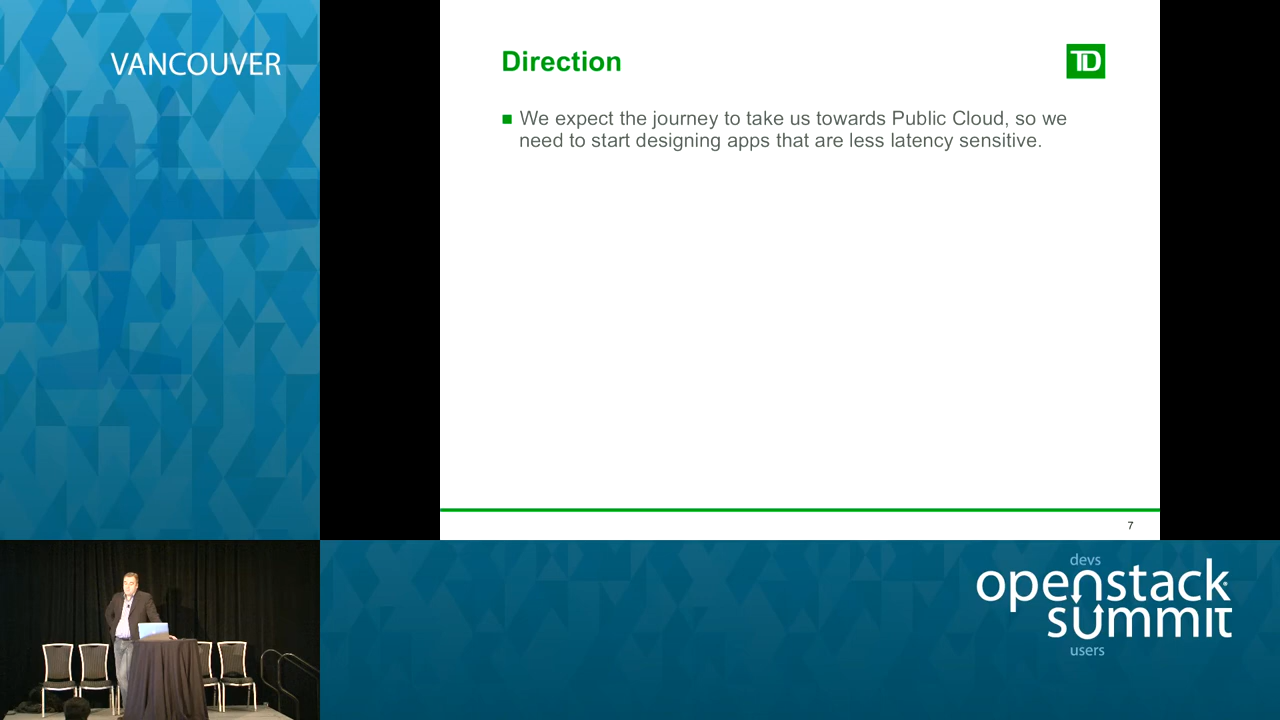 VANCOUVER
Direction
TD
■ We expect the journey to take us towards Public Cloud, so we
need to start designing apps that are less latency sensitive.
7
devs
openstack
summit
users